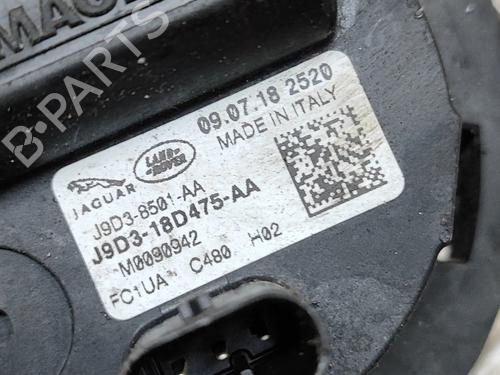 09.07.18 2520
MADE IN ITALY
JAGUAR
LAND-
ROVER
J9D3-8501-AA
J9D3-18D475-AA
M0090942
FC1UA C480 H02